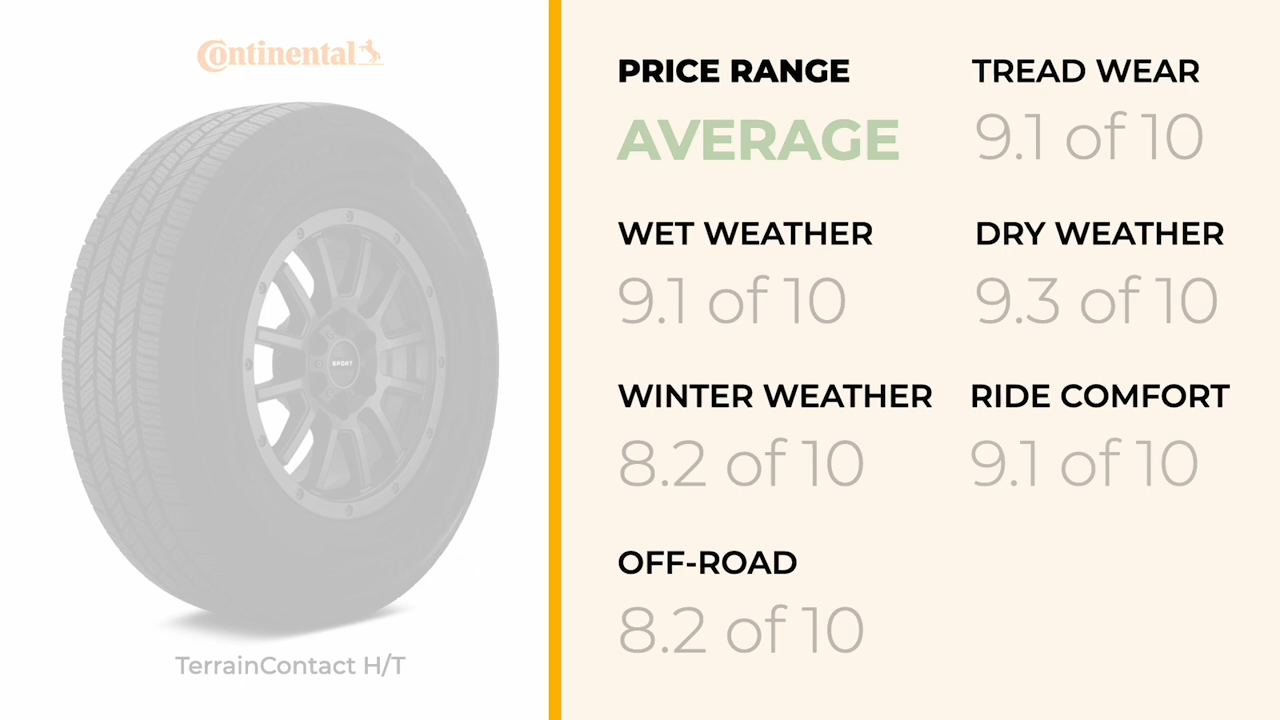 Continental
SPORT
TerrainContact H/T
PRICE RANGE
AVERAGE
TREAD WEAR
9.1 of 10
WET WEATHER
9.1 of 10
DRY WEATHER
9.3 of 10
WINTER WEATHER
8.2 of 10
RIDE COMFORT
9.1 of 10
OFF-ROAD
8.2 of 10